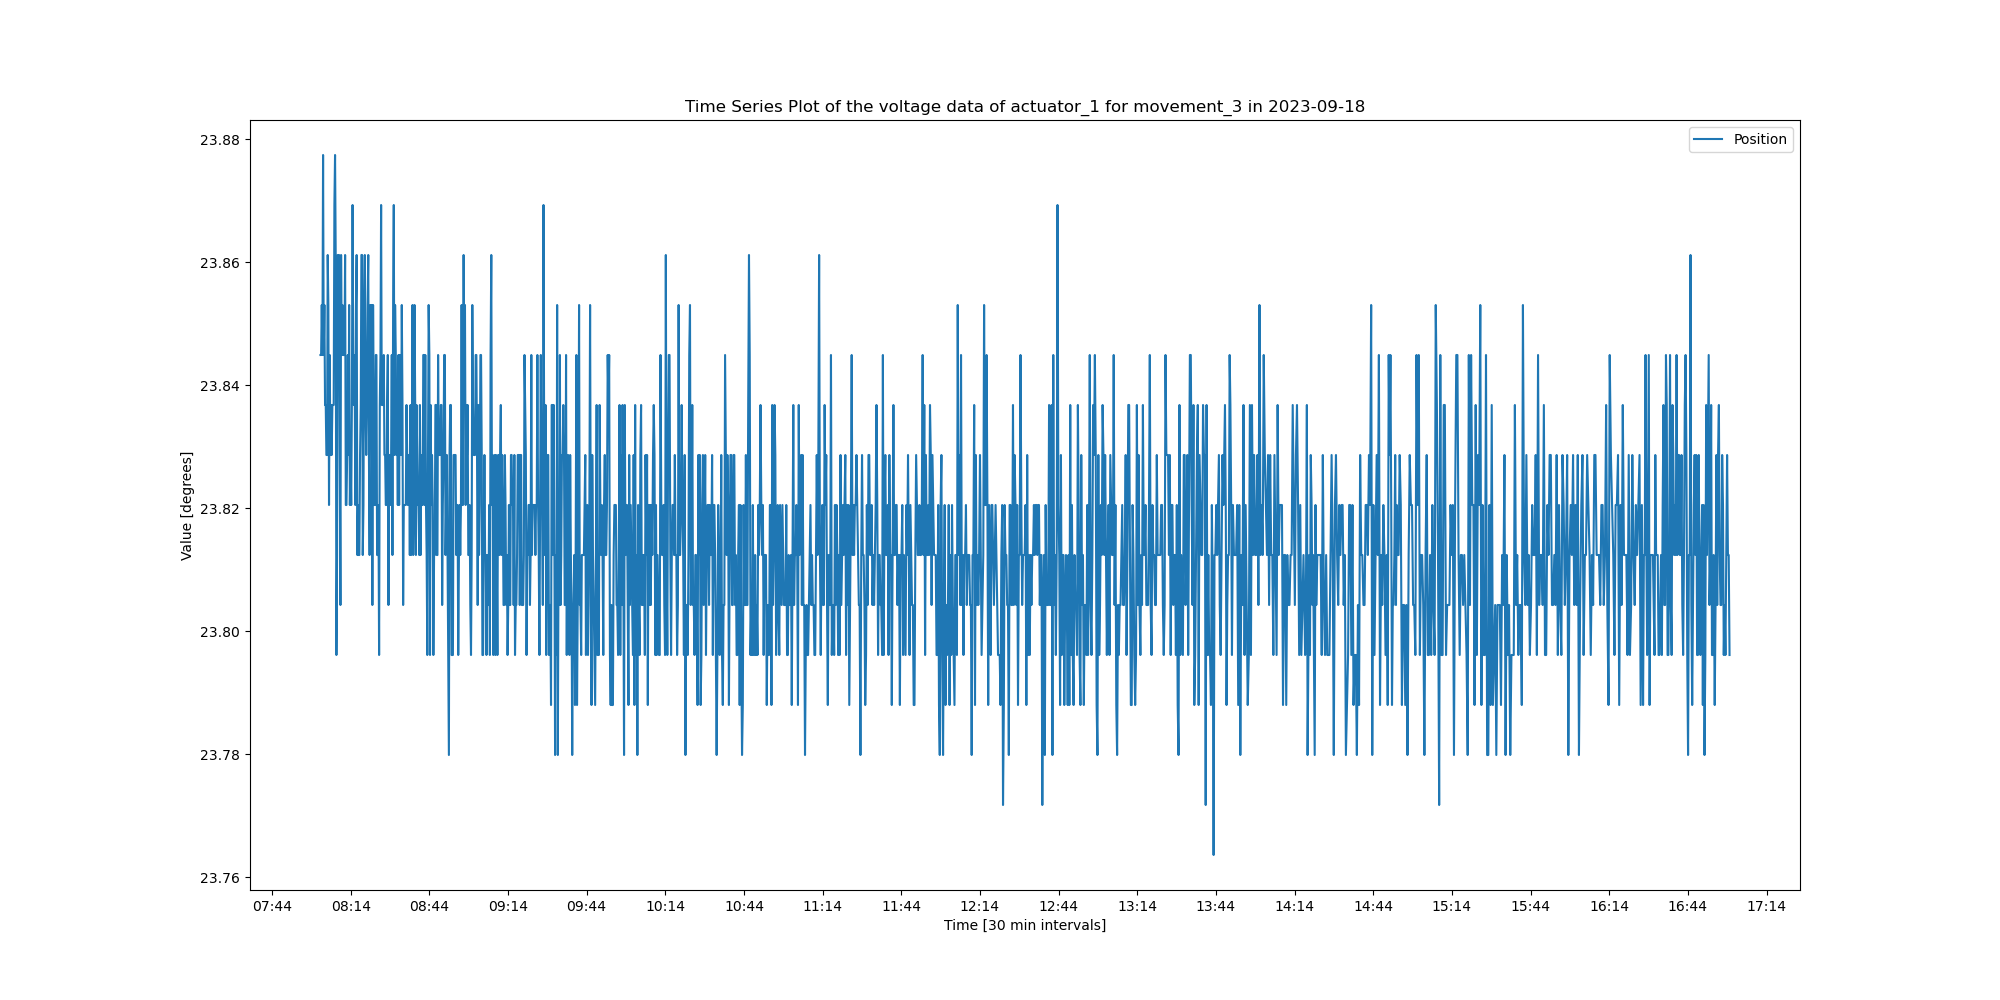 Time Series Plot of the voltage data of actuator_1 for movement_3 in 2023-09-18
Position
23.88
23.86
23.84
23.82
23.80
23.78
23.76
Value [degrees]
07:44 08:14 08:44 09:14 09:44 10:14 10:44 11:14 11:44 12:14 12:44 13:14 13:44 14:14 14:44 15:14 15:44 16:14 16:44 17:14
Time [30 min intervals]